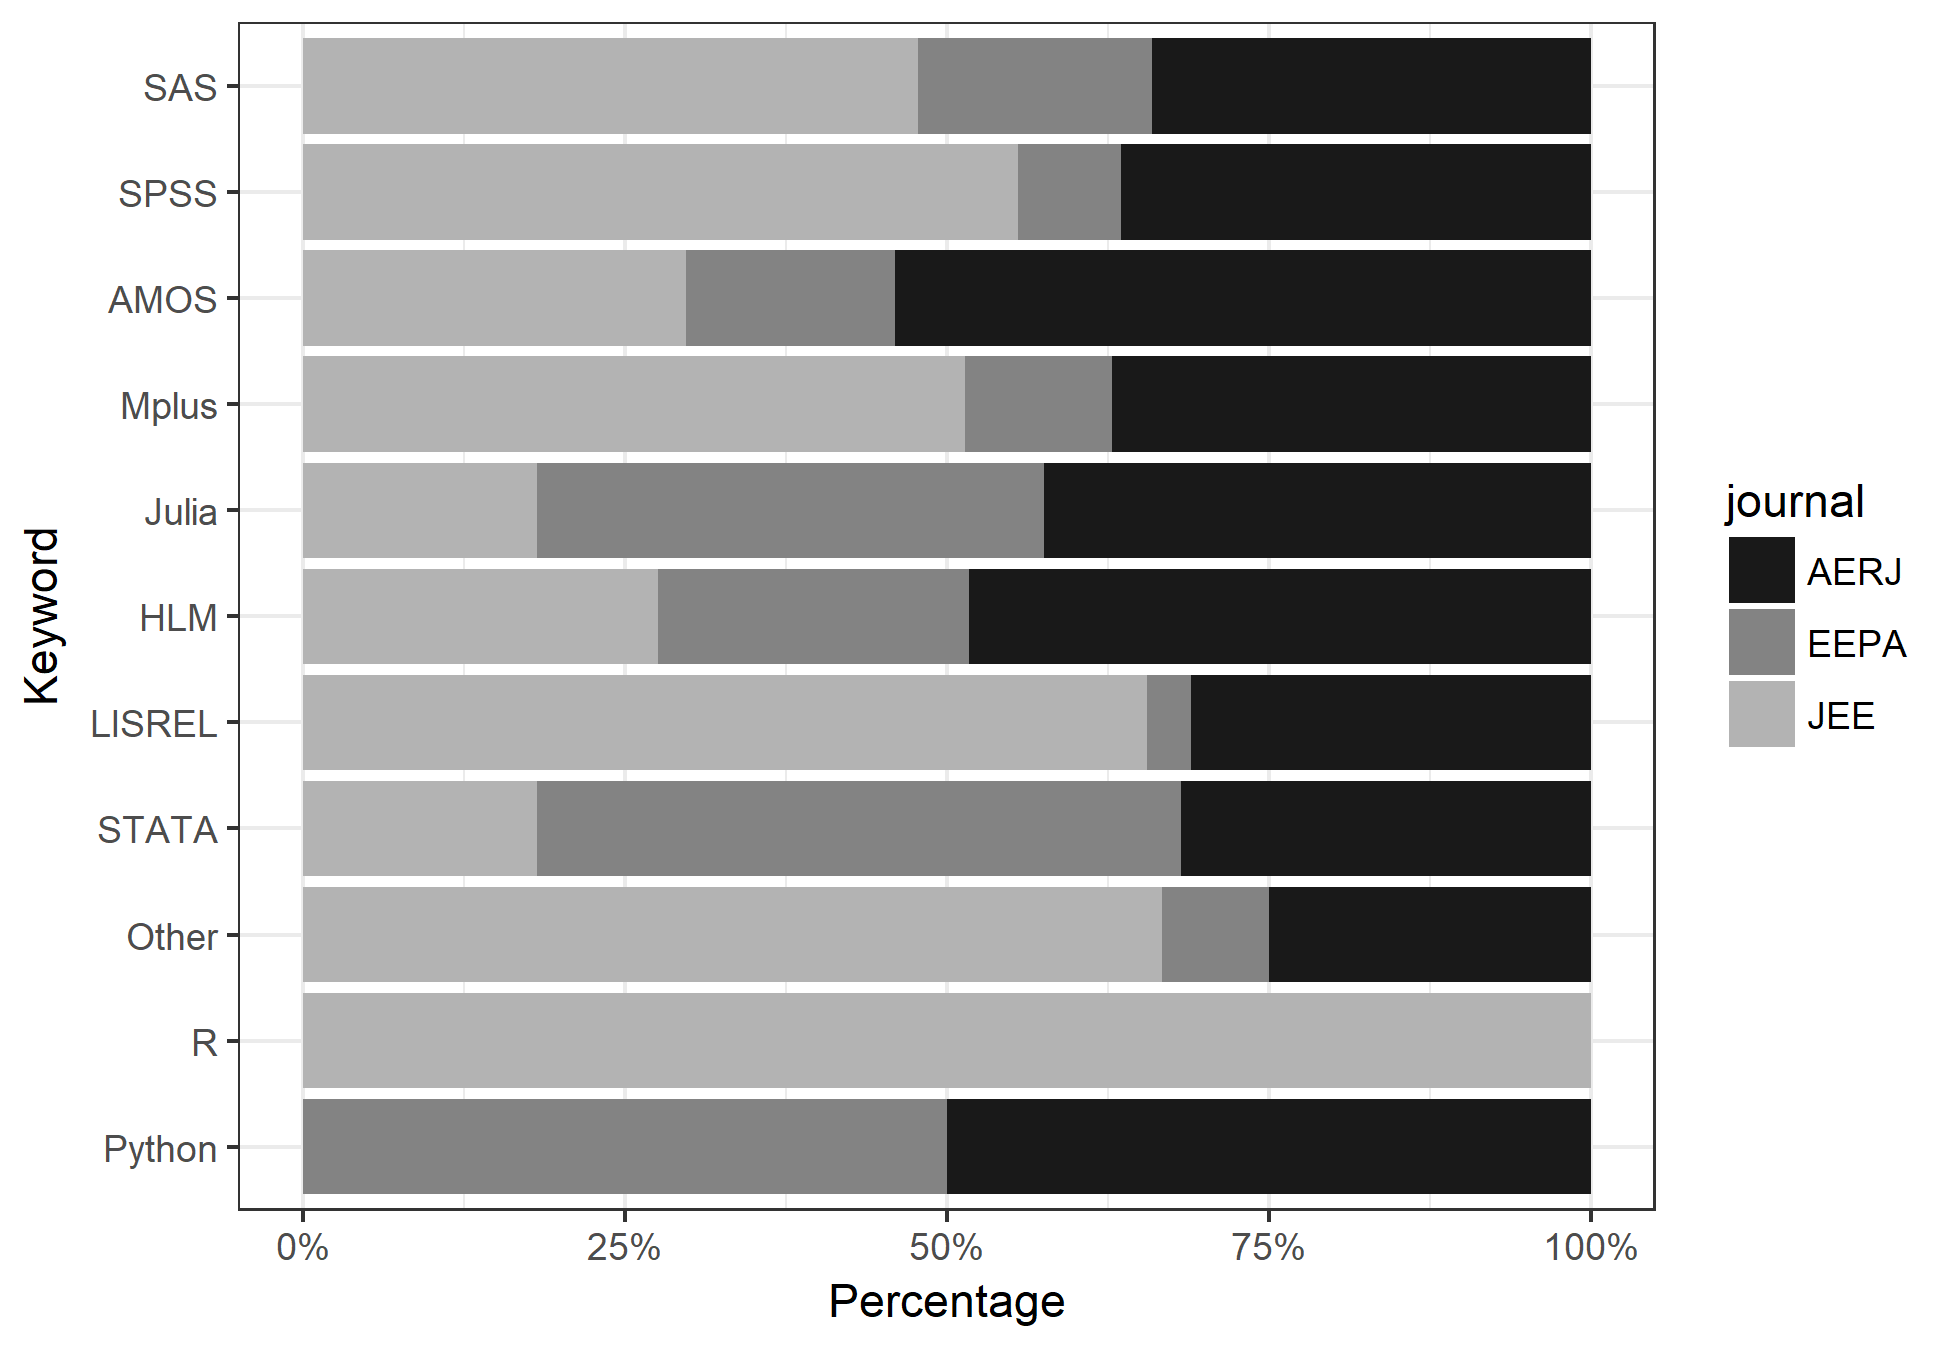 SAS
SPSS
AMOS
Mplus
Julia
HLM
LISREL
STATA
Other
R
Python
Keyword
0% 25% 50% 75% 100%
Percentage
journal
AERJ
EEPA
JEE